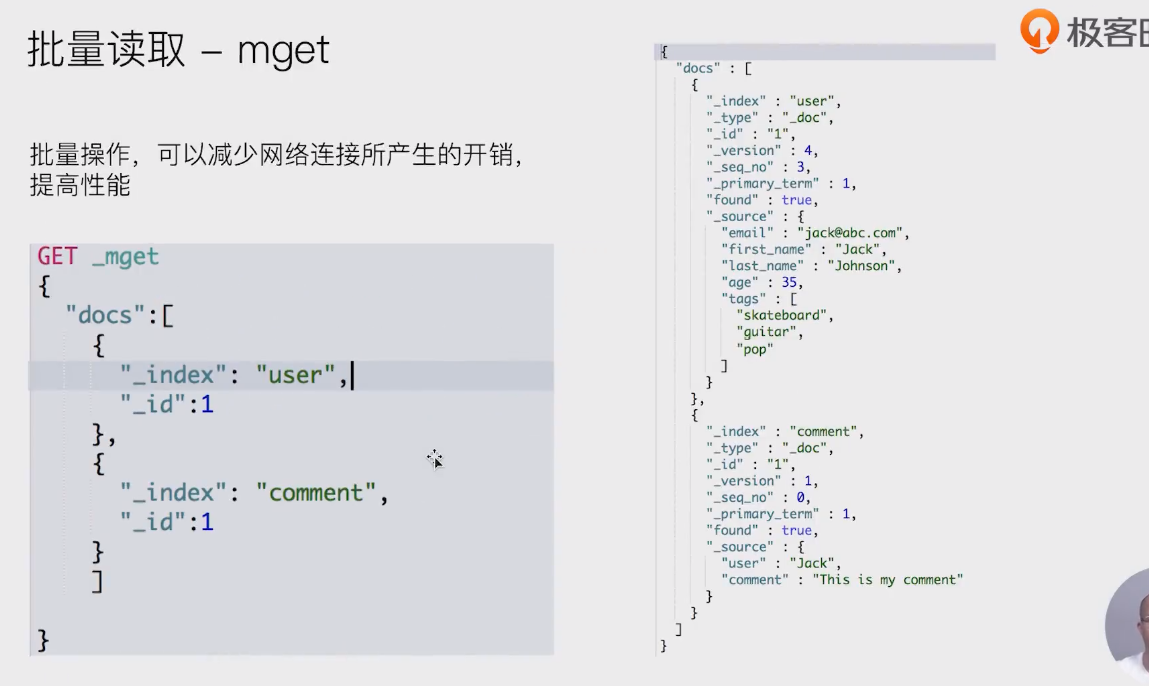 批量读取 – mget
极客时
批量操作，可以减少网络连接所产生的开销，
提高性能
GET _mget
{
"docs":[
{
"_index": "user",
"_id":1
},
{
"_index": "comment",
"_id":1
}
]
}
{
"docs" : [
{
"_index" : "user",
"_type" : "_doc",
"_id" : "1",
"_version" : 4,
"_seq_no" : 3,
"_primary_term" : 1,
"found" : true,
"_source" : {
"email" : "jack@abc.com",
"first_name" : "Jack",
"last_name" : "Johnson",
"age" : 35,
"tags" : [
"skateboard",
"guitar",
"pop"
]
}
},
{
"_index" : "comment",
"_type" : "_doc",
"_id" : "1",
"_version" : 1,
"_seq_no" : 0,
"_primary_term" : 1,
"found" : true,
"_source" : {
"user" : "Jack",
"comment" : "This is my comment"
}
}
]
}